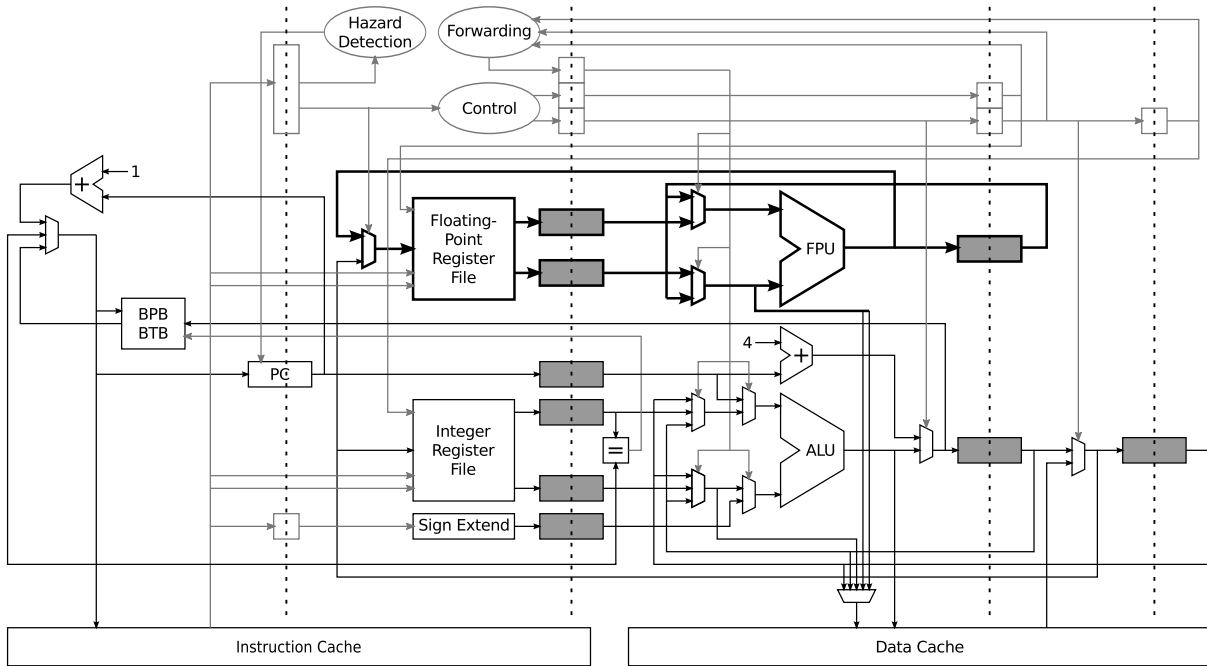 Hazard
Detection
Forwarding
Control
1
+
Floating-
Point
Register
File
FPU
BPB
BTB
4
+
PC
Integer
Register
File
=
ALU
Sign Extend
Instruction Cache
Data Cache